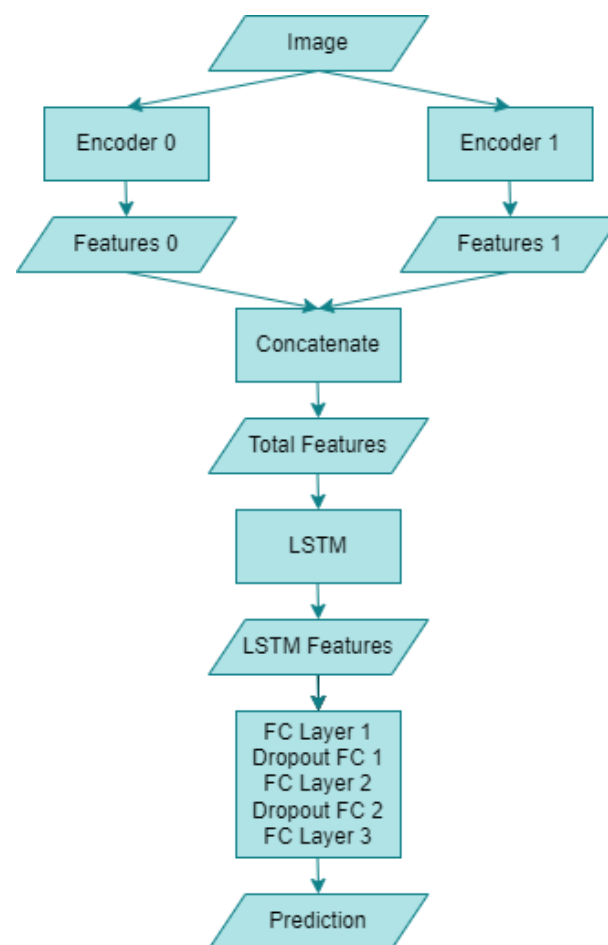 Image
Encoder 0
Encoder 1
Features 0
Features 1
Concatenate
Total Features
LSTM
LSTM Features
FC Layer 1
Dropout FC 1
FC Layer 2
Dropout FC 2
FC Layer 3
Prediction